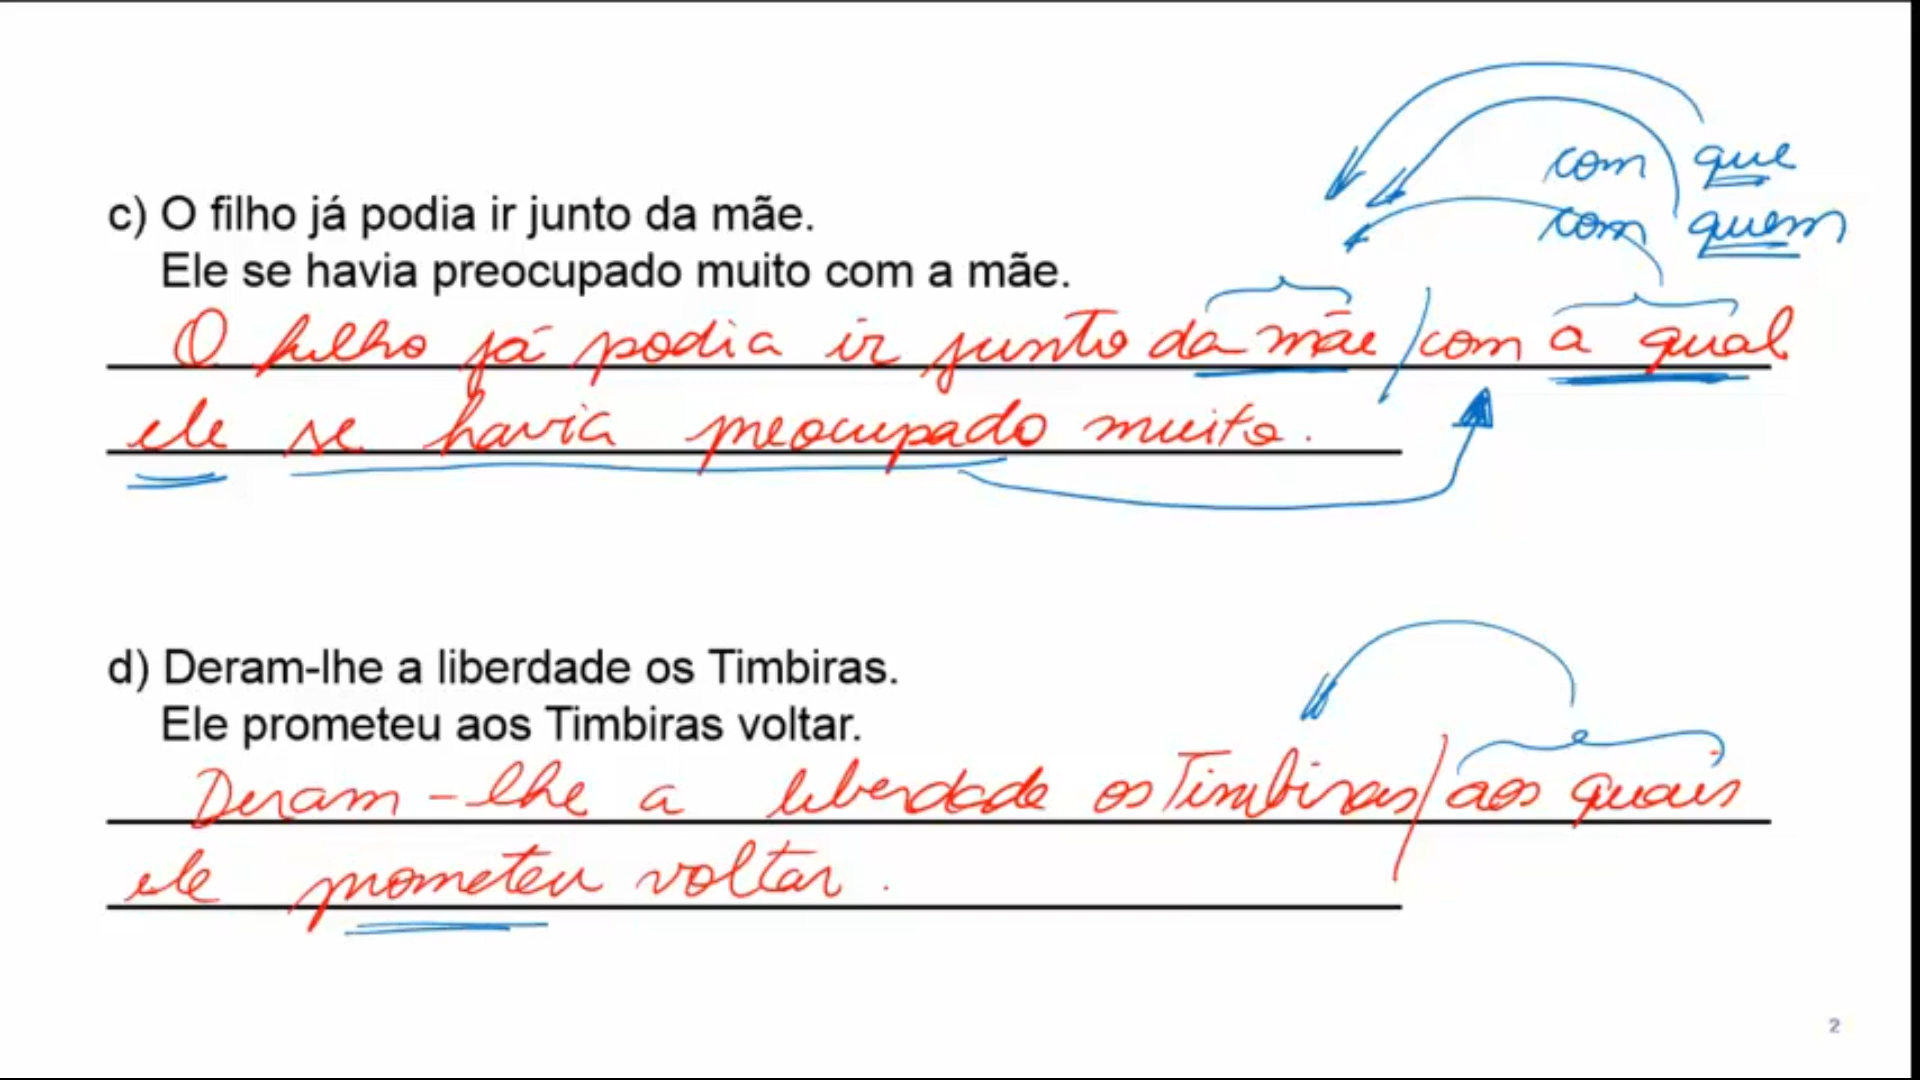 com que
c) O filho já podia ir junto da mãe.
com quem
Ele se havia preocupado muito com a mãe.
O filho já podia ir junto da mãe / com a qual
ele se havia preocupado muito.
d) Deram-lhe a liberdade os Timbiras.
Ele prometeu aos Timbiras voltar.
Deram-lhe a liberdade os Timbiras / aos quais
ele prometeu voltar.
2